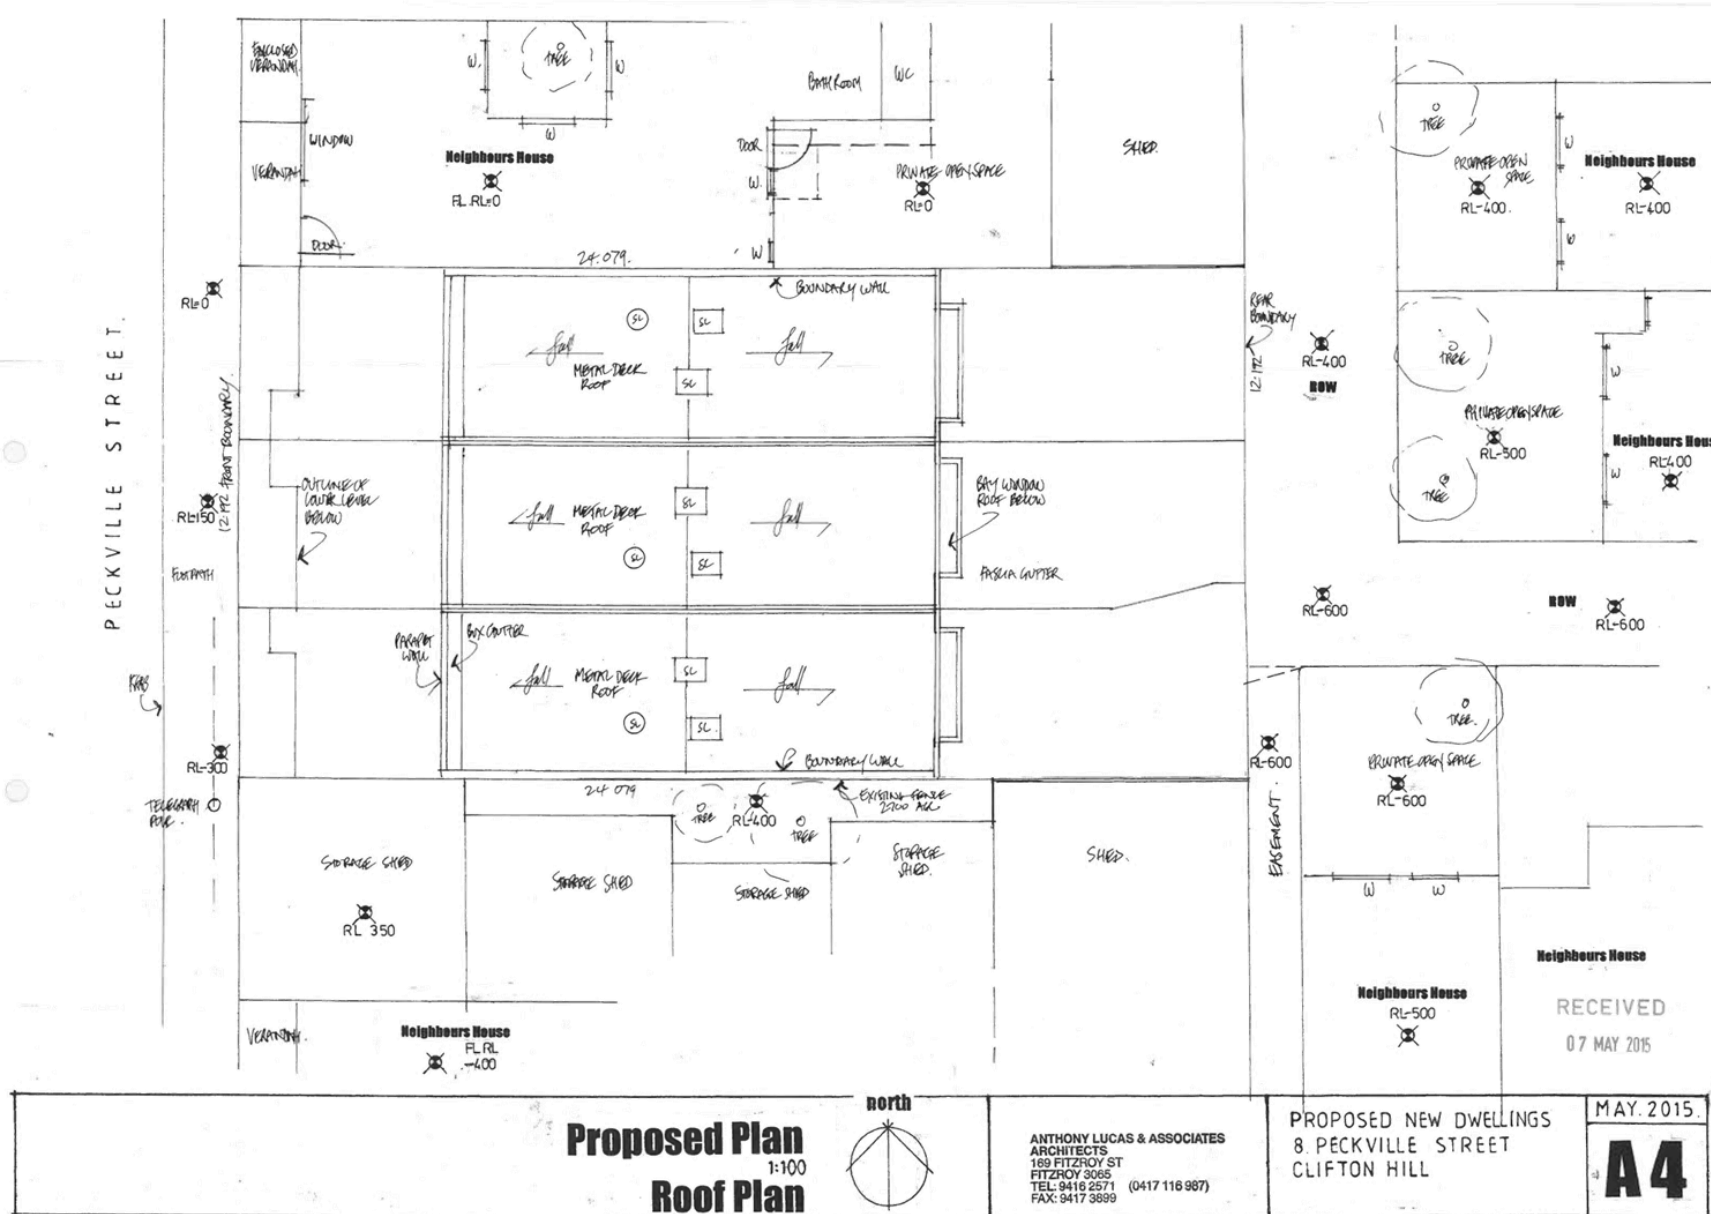 ENCLOSED
VERANDAH.
WINDOW
VERANDAH
DOOR.
W.
TREE
W
W
Neighbours House
FL.RL=0
BATHROOM
WC
DOOR
W.
W
PRIVATE OPEN SPACE
RL=0
SHED.
TREE
PRIVATE OPEN
SPACE
RL-400.
W
W
Neighbours House
RL-400
PECKVILLE STREET.
RL=0
12.192 FRONT BOUNDARY.
RL-150
FOOTPATH
KERB
RL-300
TELEGRAPH
POLE.
24.079.
BOUNDARY WALL
SL
SL
fall
METAL DECK
ROOF
fall
SL
OUTLINE OF
LOWER LEVEL
BELOW
SL
fall
METAL DECK
ROOF
fall
SL
SL
BAY WINDOW
ROOF BELOW
FASCIA GUTTER
PARAPET
WALL
BOX GUTTER
SL
fall
METAL DECK
ROOF
fall
SL
SL
BOUNDARY WALL
REAR
BOUNDARY
12.192
RL-400
ROW
TREE
PRIVATE OPEN SPACE
RL-500
TREE
W
W
Neighbours Hous
RL400
RL-600
ROW
RL-600
RL-600
EASEMENT.
TREE.
PRIVATE OPEN SPACE
RL-600
W
W
24 079
TREE
RL-400
TREE
EXISTING FENCE
2700 AGL
STORAGE SHED
RL 350
STORAGE SHED
STORAGE SHED
STORAGE
SHED.
SHED.
VERANDAH.
Neighbours House
FL RL
-400
Neighbours House
RL-500
Neighbours House
RECEIVED
07 MAY 2015
Proposed Plan
1:100
Roof Plan
north
ANTHONY LUCAS & ASSOCIATES
ARCHITECTS
169 FITZROY ST
FITZROY 3065
TEL: 9416 2571 (0417 116 987)
FAX: 9417 3899
PROPOSED NEW DWELLINGS
8. PECKVILLE STREET
CLIFTON HILL
MAY. 2015.
A4